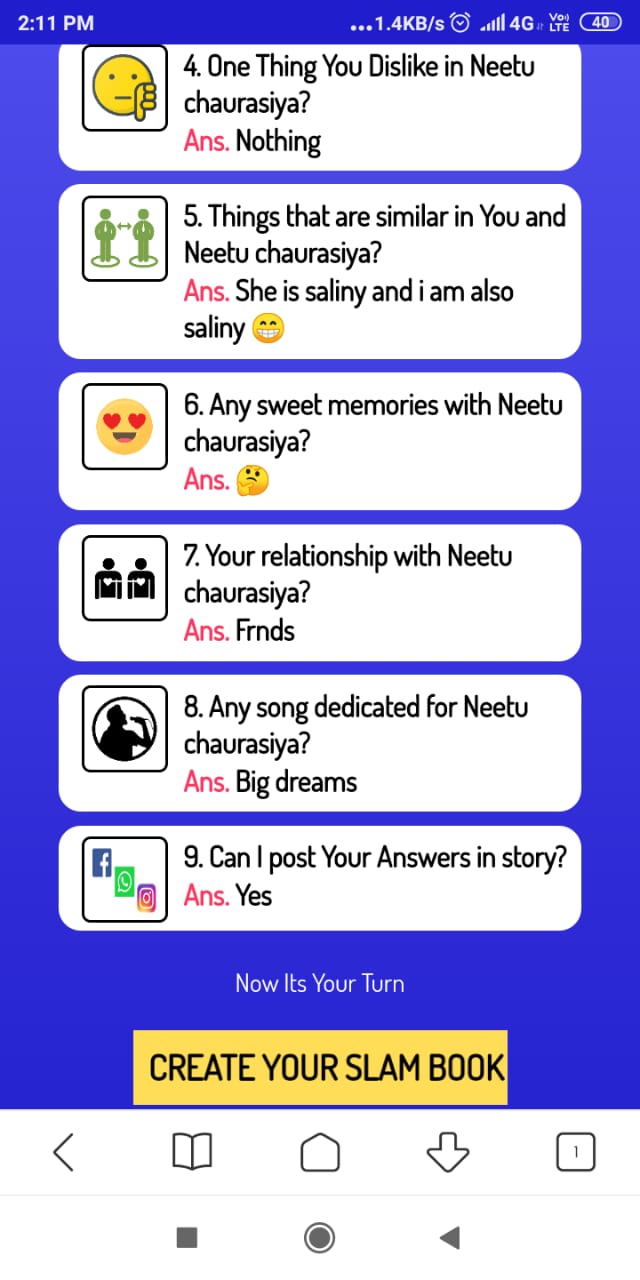 2:11 PM
...1.4KB/s 4G Vo)) LTE 40
4. One Thing You Dislike in Neetu
chaurasiya?
Ans. Nothing
5. Things that are similar in You and
Neetu chaurasiya?
Ans. She is saliny and i am also
saliny 😁
6. Any sweet memories with Neetu
chaurasiya?
Ans. 🤔
7. Your relationship with Neetu
chaurasiya?
Ans. Frnds
8. Any song dedicated for Neetu
chaurasiya?
Ans. Big dreams
9. Can I post Your Answers in story?
Ans. Yes
Now Its Your Turn
CREATE YOUR SLAM BOOK
1